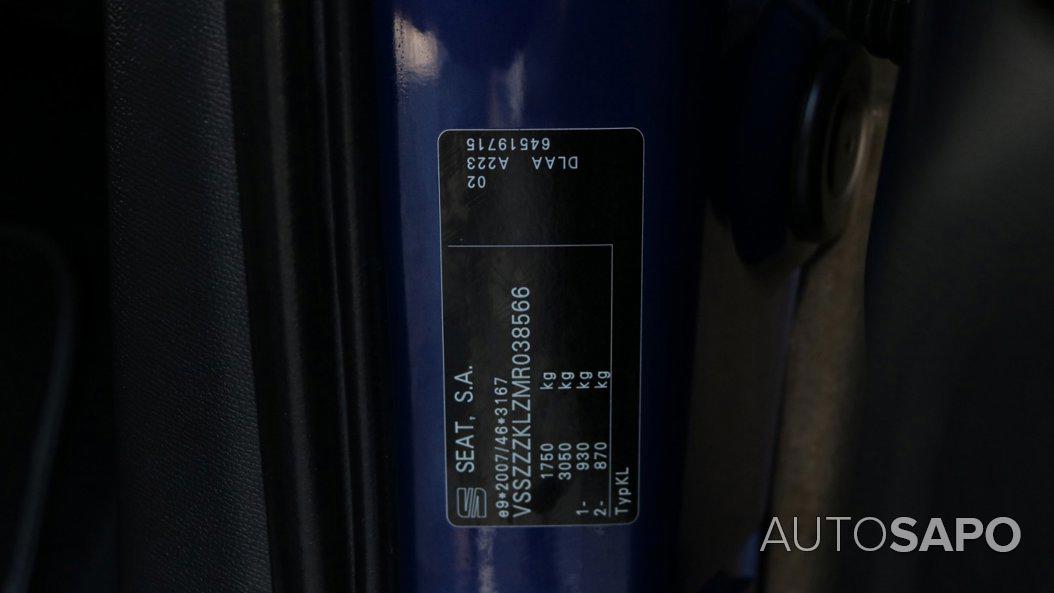 SEAT, S.A.
e9*2007/46*3167
VSSZZZKLZMR038566
1750 kg
3050 kg
1- 930 kg
2- 870 kg
TypKL
02
A223
64519715
DLAA
AUTOSAPO